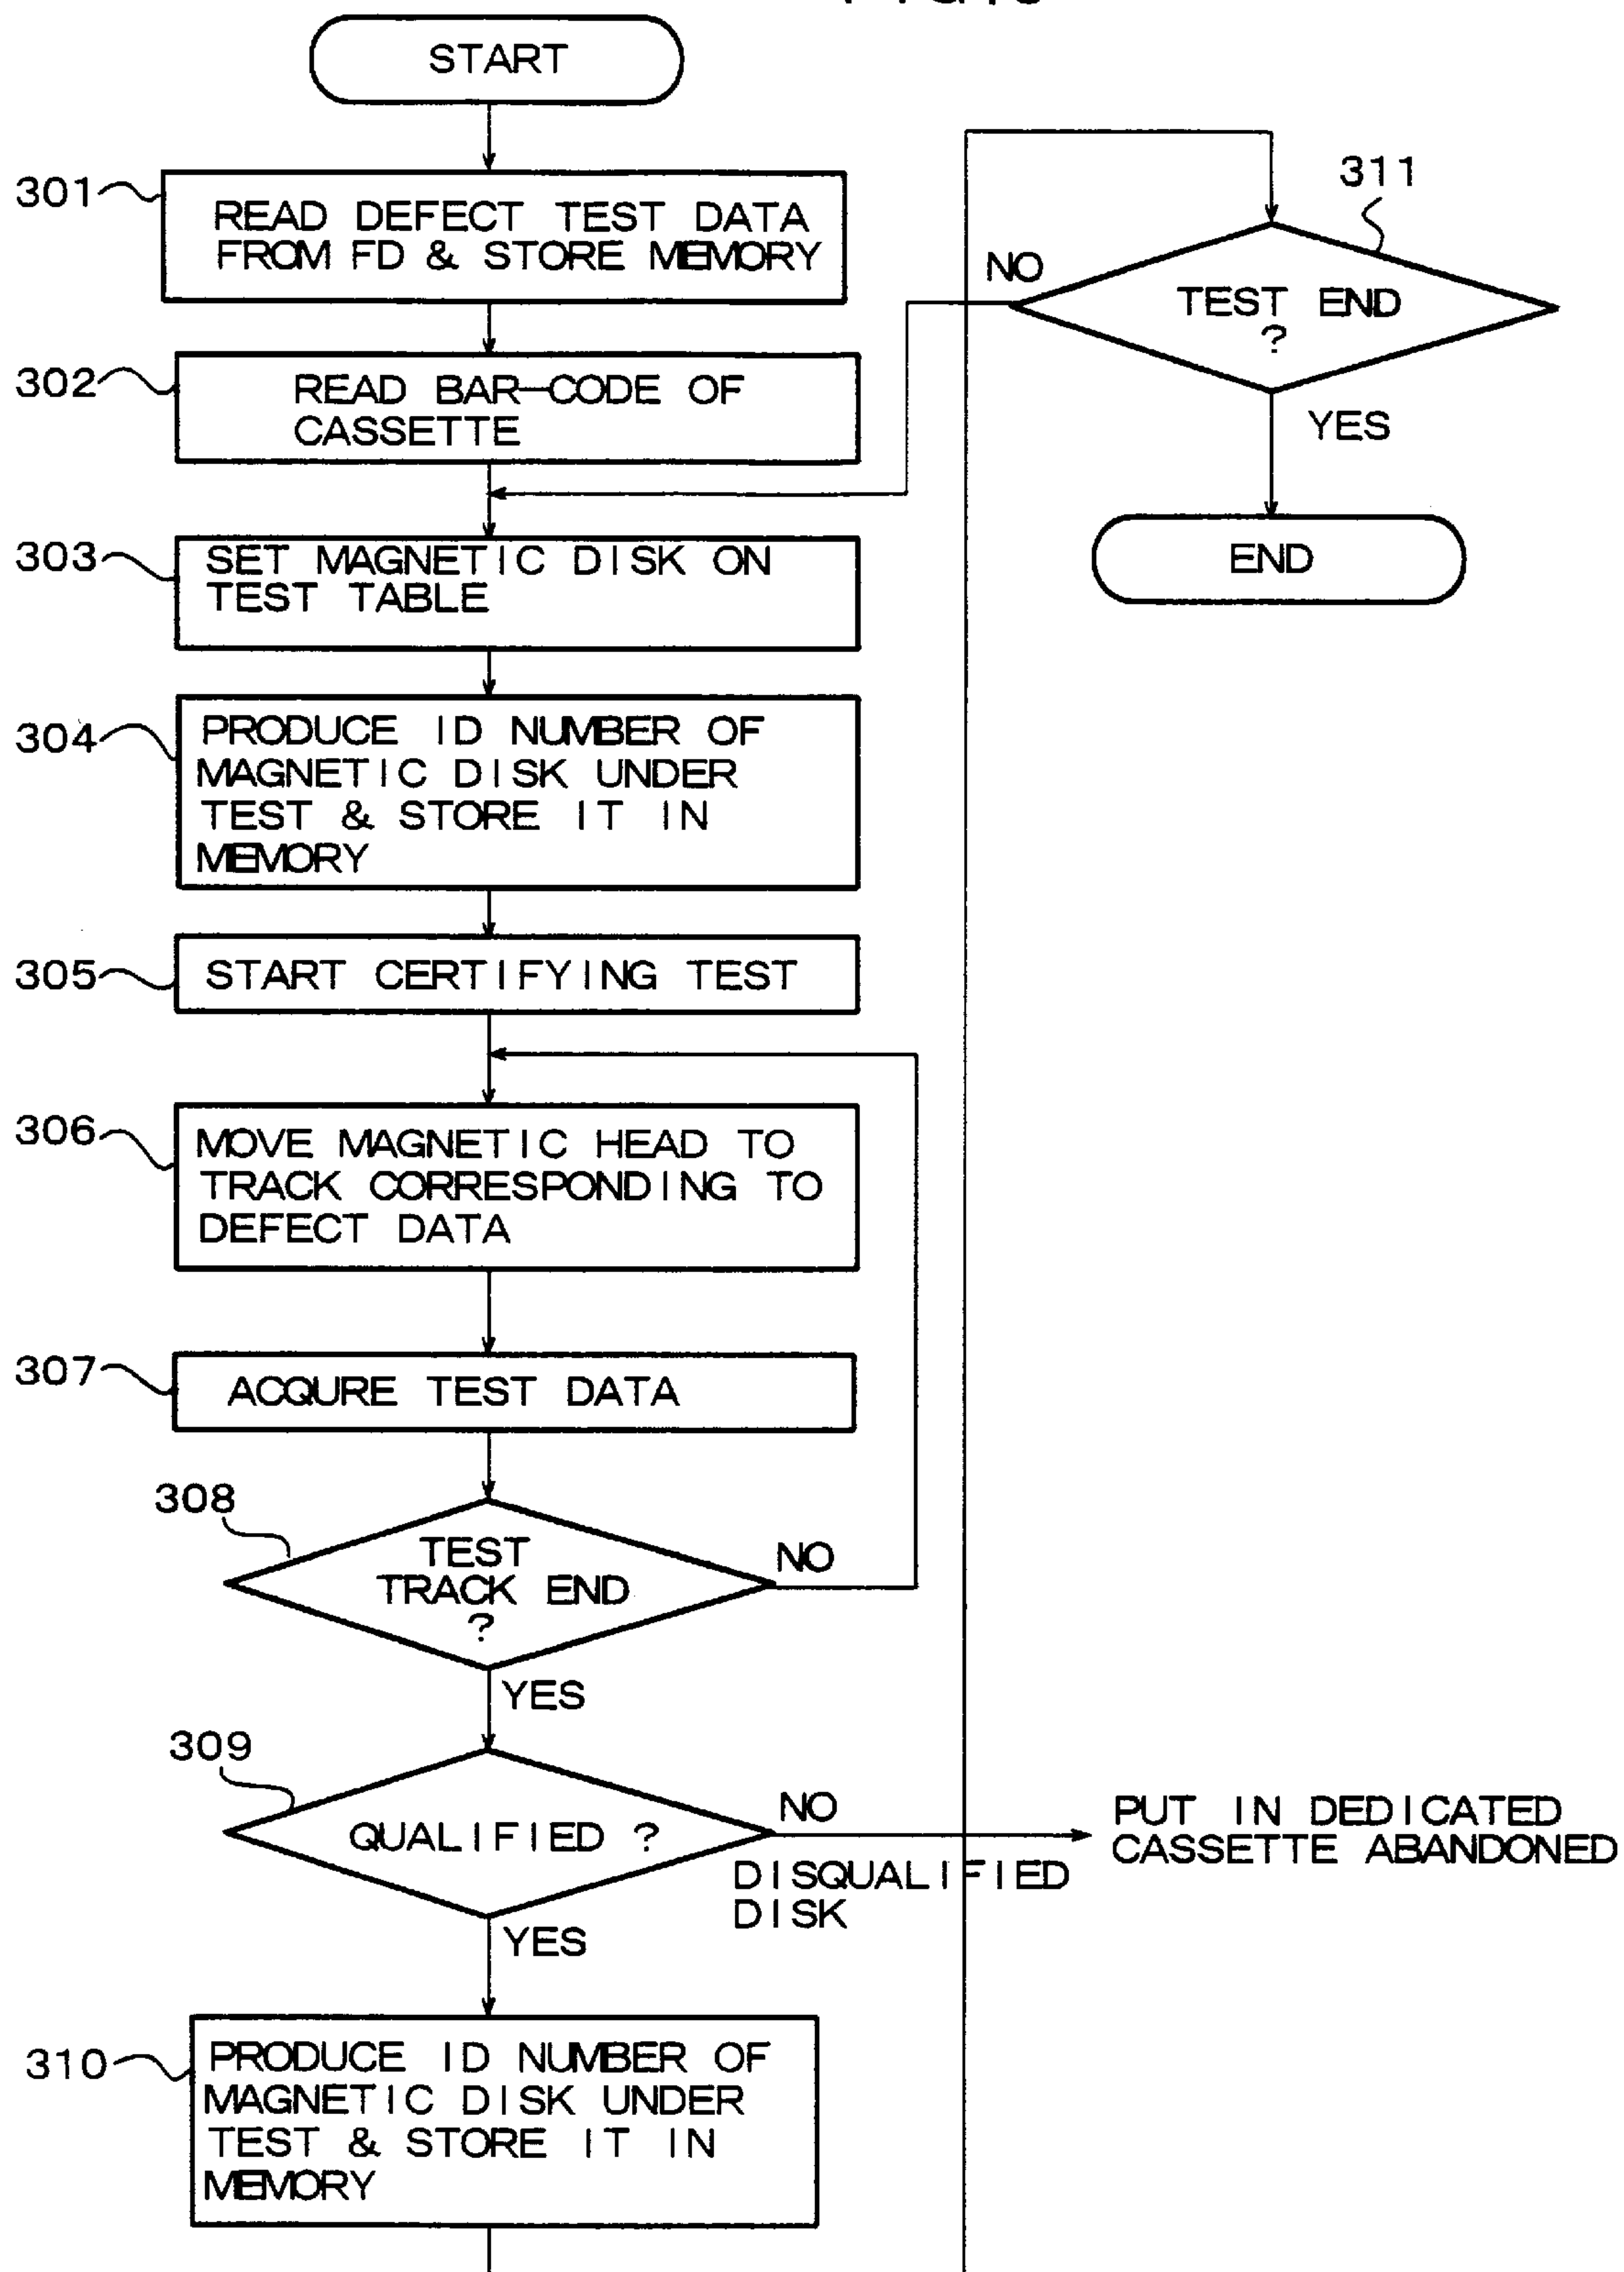 START
301
READ DEFECT TEST DATA
FROM FD & STORE MEMORY
302
READ BAR-CODE OF
CASSETTE
303
SET MAGNETIC DISK ON
TEST TABLE
304
PRODUCE ID NUMBER OF
MAGNETIC DISK UNDER
TEST & STORE IT IN
MEMORY
305
START CERTIFYING TEST
306
MOVE MAGNETIC HEAD TO
TRACK CORRESPONDING TO
DEFECT DATA
307
ACQURE TEST DATA
308
TEST
TRACK END
?
NO
YES
309
QUALIFIED ?
NO
DISQUALIFIED
DISK
PUT IN DEDICATED
CASSETTE ABANDONED
YES
310
PRODUCE ID NUMBER OF
MAGNETIC DISK UNDER
TEST & STORE IT IN
MEMORY
311
TEST END
?
NO
YES
END